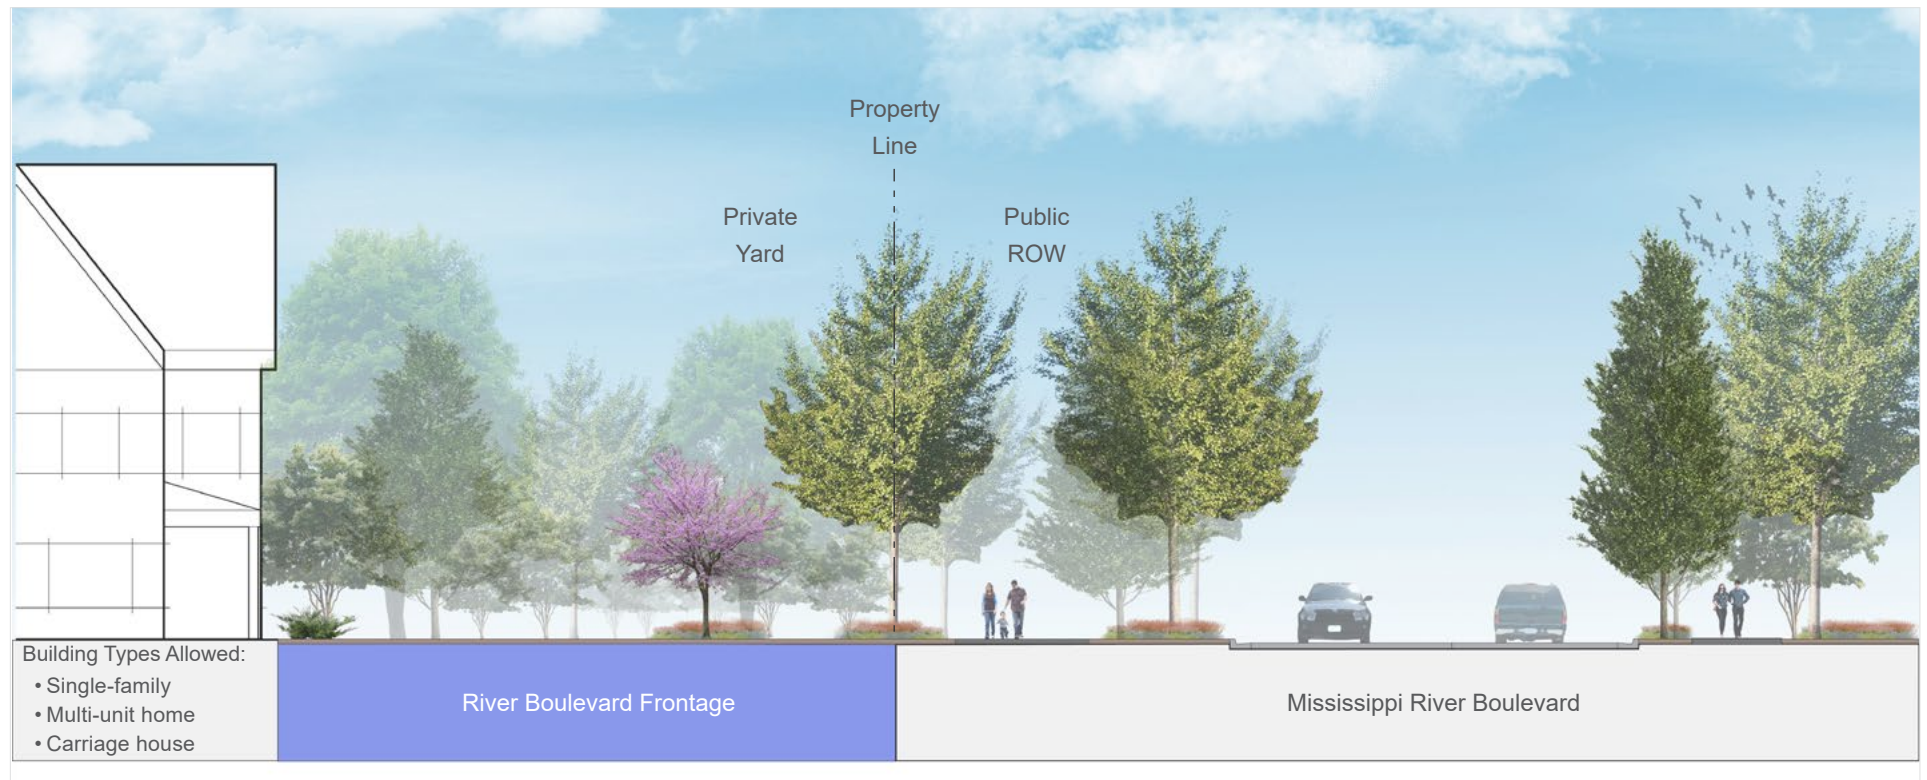 Property
Line
Private
Yard
Public
ROW
Building Types Allowed:
• Single-family
• Multi-unit home
• Carriage house
River Boulevard Frontage
Mississippi River Boulevard